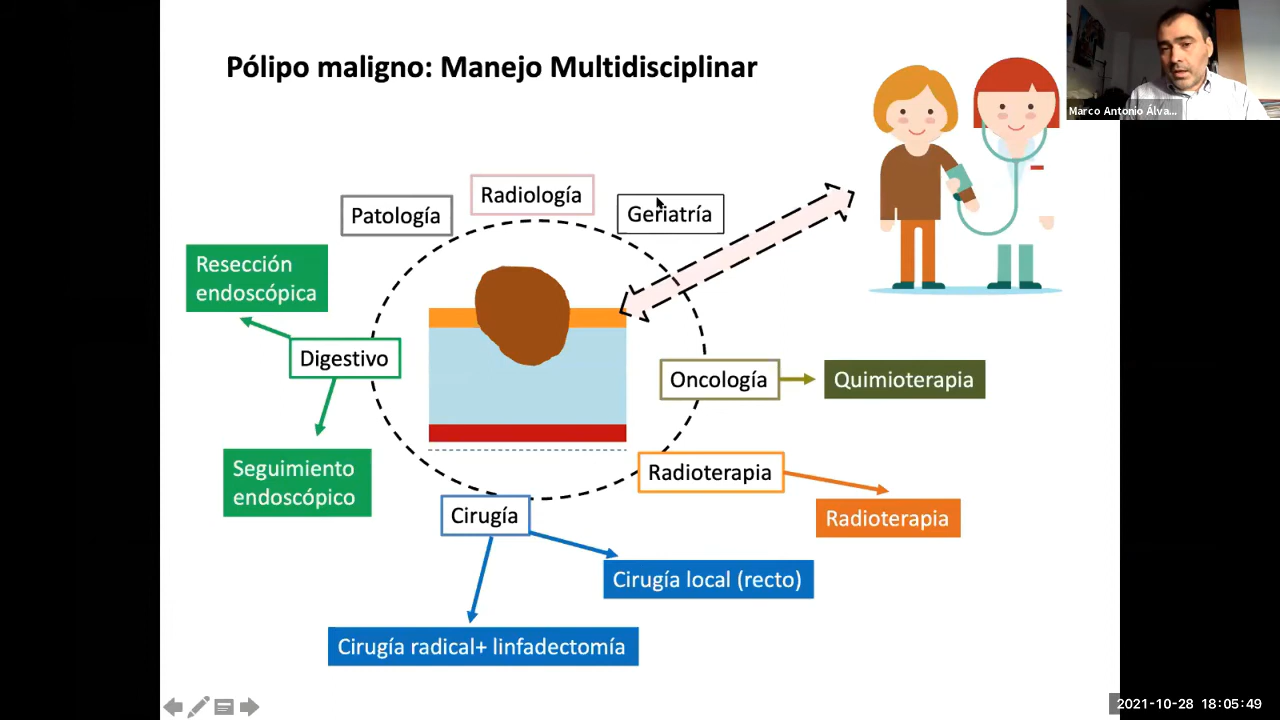 Pólipo maligno: Manejo Multidisciplinar
Marco Antonio Álva...
Radiología
Patología
Geriatría
Resección
endoscópica
Digestivo
Oncología
Quimioterapia
Seguimiento
endoscópico
Radioterapia
Radioterapia
Cirugía
Cirugía local (recto)
Cirugía radical+ linfadectomía
2021-10-28 18:05:49